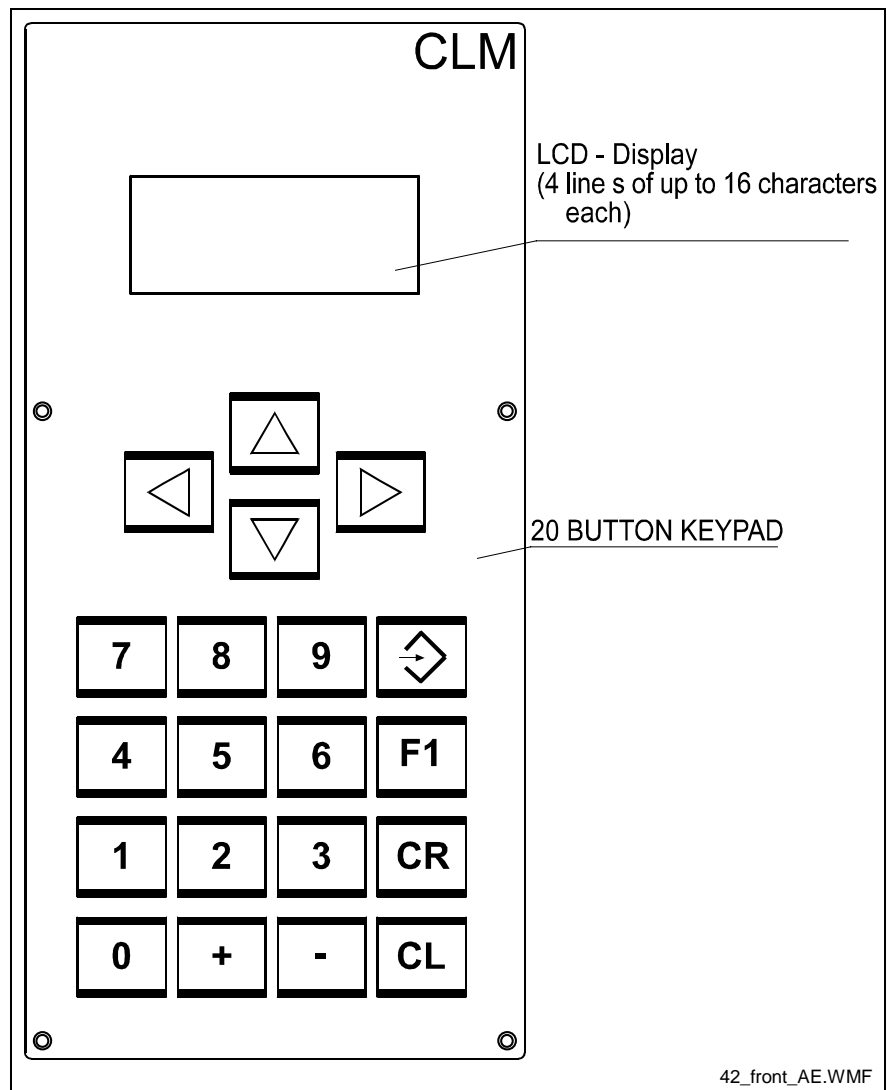 CLM
LCD - Display
(4 line s of up to 16 characters
each)
20 BUTTON KEYPAD
7 8 9
4 5 6 F1
1 2 3 CR
0 + - CL
42_front_AE.WMF